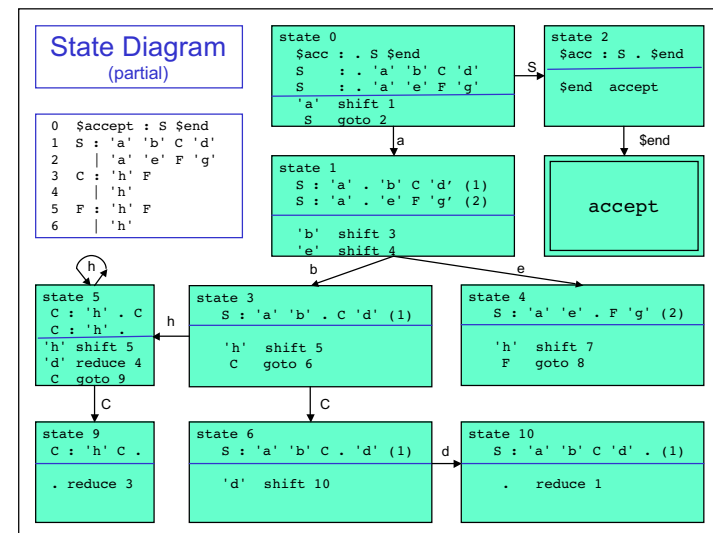 State Diagram
(partial)
0 $accept : S $end
1 S : 'a' 'b' C 'd'
2 | 'a' 'e' F 'g'
3 C : 'h' F
4 | 'h'
5 F : 'h' F
6 | 'h'
state 0
$acc : . S $end
S : . 'a' 'b' C 'd'
S : . 'a' 'e' F 'g'
'a' shift 1
S goto 2
S
state 2
$acc : S . $end
$end accept
a
$end
state 1
S : 'a' . 'b' C 'd’ (1)
S : 'a' . 'e' F 'g’ (2)
'b' shift 3
'e' shift 4
accept
b
e
h
state 5
C : 'h' . C
C : 'h' .
'h' shift 5
'd' reduce 4
C goto 9
h
state 3
S : 'a' 'b' . C 'd' (1)
'h' shift 5
C goto 6
state 4
S : 'a' 'e' . F 'g' (2)
'h' shift 7
F goto 8
C
C
state 9
C : 'h' C .
. reduce 3
state 6
S : 'a' 'b' C . 'd' (1)
'd' shift 10
d
state 10
S : 'a' 'b' C 'd' . (1)
. reduce 1